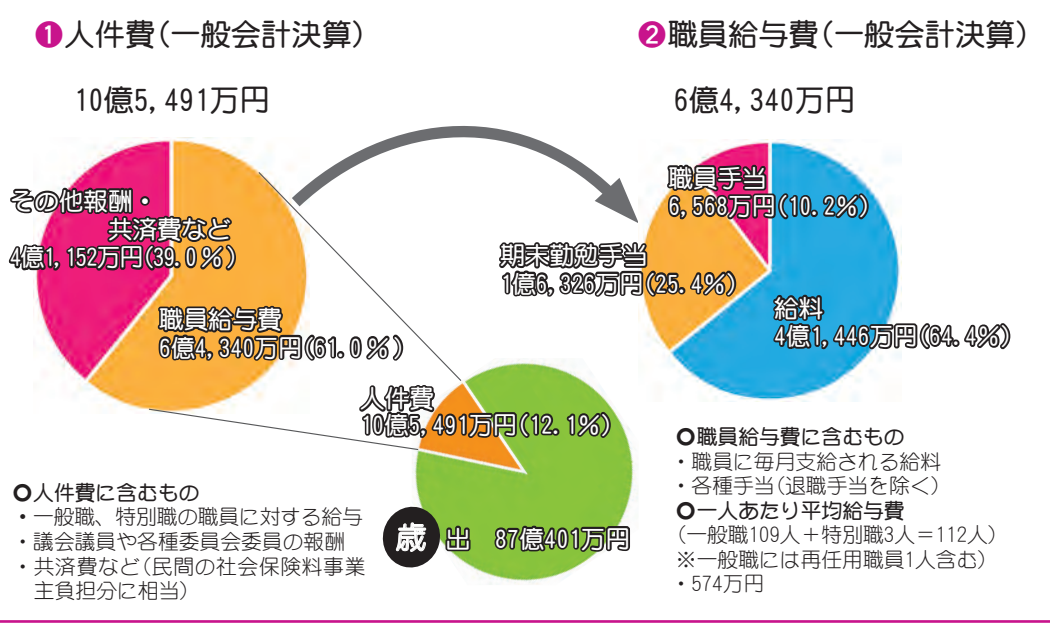 ❶人件費(一般会計決算)
10億5,491万円
その他報酬・
共済費など
4億1,152万円(39.0%)
職員給与費
6億4,340万円(61.0%)
人件費
10億5,491万円(12.1%)
歳出 87億401万円
○人件費に含むもの
・一般職、特別職の職員に対する給与
・議会議員や各種委員会委員の報酬
・共済費など(民間の社会保険料事業
主負担分に相当)
❷職員給与費(一般会計決算)
6億4,340万円
職員手当
6,568万円(10.2%)
期末勤勉手当
1億6,326万円(25.4%)
給料
4億1,446万円(64.4%)
○職員給与費に含むもの
・職員に毎月支給される給料
・各種手当(退職手当を除く)
○一人あたり平均給与費
(一般職109人+特別職3人=112人)
※一般職には再任用職員1人含む)
・574万円